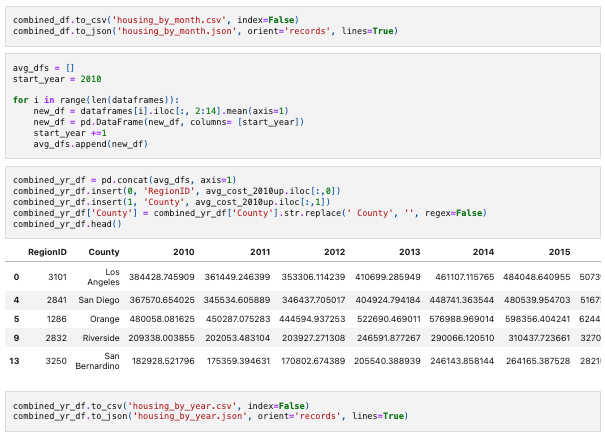 combined_df.to_csv('housing_by_month.csv', index=False)
combined_df.to_json('housing_by_month.json', orient='records', lines=True)
avg_dfs = []
start_year = 2010
for i in range(len(dataframes)):
    new_df = dataframes[i].iloc[:, 2:14].mean(axis=1)
    new_df = pd.DataFrame(new_df, columns= [start_year])
    start_year +=1
    avg_dfs.append(new_df)
combined_yr_df = pd.concat(avg_dfs, axis=1)
combined_yr_df.insert(0, 'RegionID', avg_cost_2010up.iloc[:,0])
combined_yr_df.insert(1, 'County', avg_cost_2010up.iloc[:,1])
combined_yr_df['County'] = combined_yr_df['County'].str.replace(' County', '', regex=False)
combined_yr_df.head()
RegionID County 2010 2011 2012 2013 2014 2015
0 3101 Los Angeles 384428.745909 361449.246399 353306.114239 410699.285949 461107.115765 484048.640955 5073
4 2841 San Diego 367570.654025 345534.605889 346437.705017 404924.794184 448741.363544 480539.954703 5167
5 1286 Orange 480058.081625 450287.075283 444594.937253 522690.469011 576988.969014 598356.404241 6244
9 2832 Riverside 209338.003855 202053.483104 203927.271308 246591.877267 290066.120510 310437.723661 3270
13 3250 San Bernardino 182928.521796 175359.394631 170802.674389 205540.388939 246143.858144 264165.387528 2821
combined_yr_df.to_csv('housing_by_year.csv', index=False)
combined_yr_df.to_json('housing_by_year.json', orient='records', lines=True)